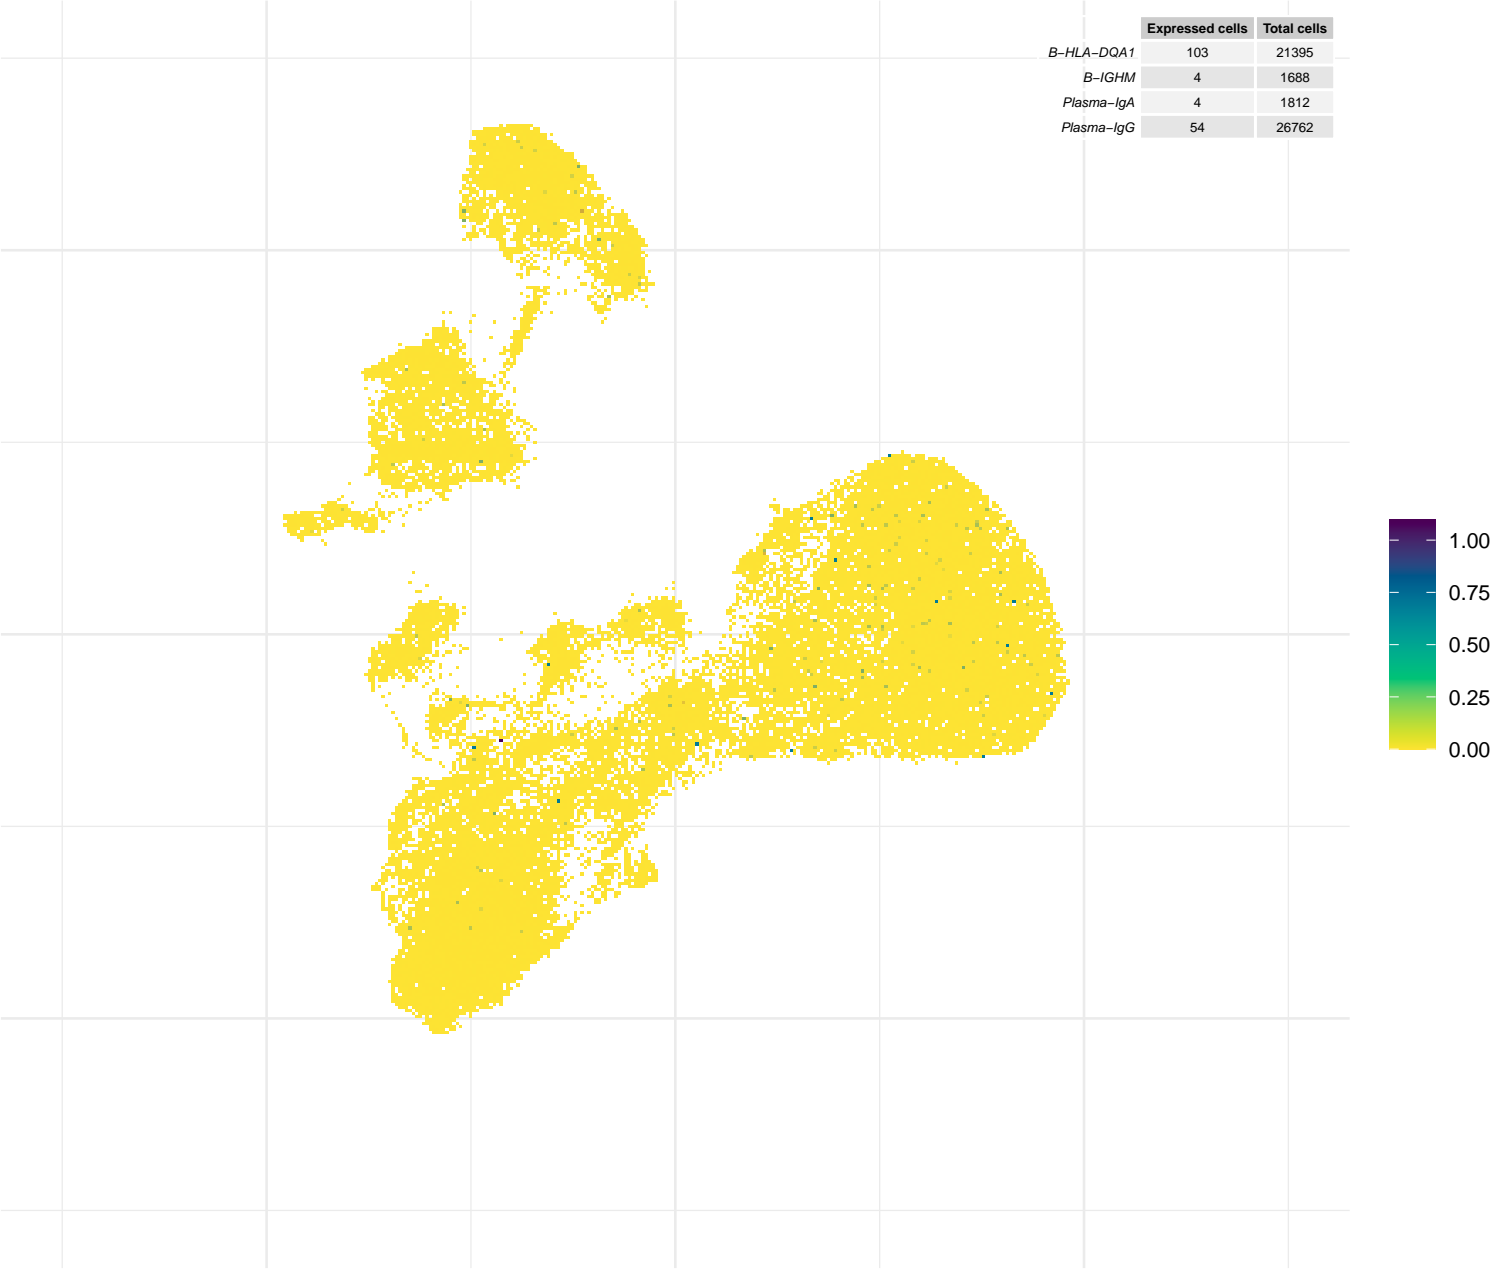 Expressed cells Total cells
B−HLA−DQA1 103 21395
B−IGHM 4 1688
Plasma−IgA 4 1812
Plasma−IgG 54 26762
1.00
0.75
0.50
0.25
0.00